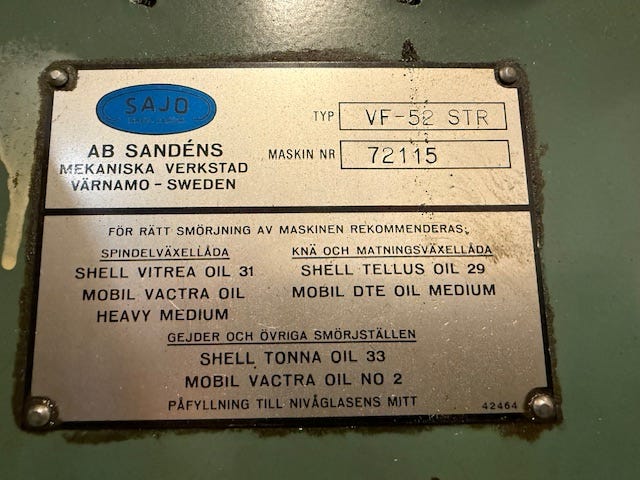 SAJO
TYP VF-52 STR
AB SANDÉNS
MEKANISKA VERKSTAD
VÄRNAMO - SWEDEN
MASKIN NR 72115
FÖR RÄTT SMÖRJNING AV MASKINEN REKOMMENDERAS:
SPINDELVÄXELLÅDA
SHELL VITREA OIL 31
MOBIL VACTRA OIL
HEAVY MEDIUM
KNÄ OCH MATNINGSVÄXELLÅDA
SHELL TELLUS OIL 29
MOBIL DTE OIL MEDIUM
GEJDER OCH ÖVRIGA SMÖRJSTÄLLEN
SHELL TONNA OIL 33
MOBIL VACTRA OIL NO 2
PÅFYLLNING TILL NIVÅGLASENS MITT
42464